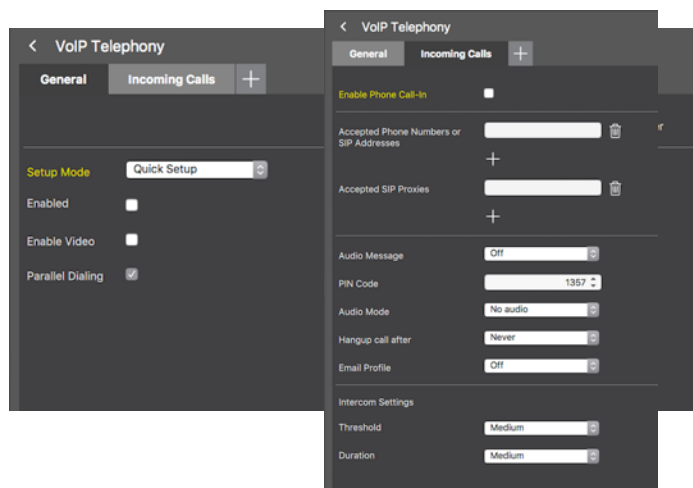 VoIP Telephony
General
Incoming Calls
Setup Mode
Quick Setup
Enabled
Enable Video
Parallel Dialing
VoIP Telephony
General
Incoming Calls
Enable Phone Call-In
Accepted Phone Numbers or
SIP Addresses
Accepted SIP Proxies
Audio Message
Off
PIN Code
1357
Audio Mode
No audio
Hangup call after
Never
Email Profile
Off
Intercom Settings
Threshold
Medium
Duration
Medium